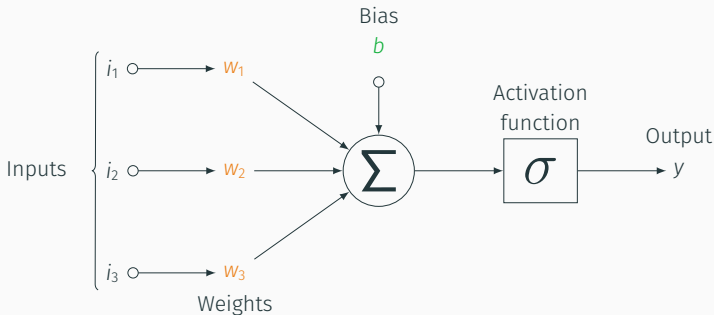 Bias
b
i₁ w₁
Activation
function
Inputs i₂ w₂ Σ σ Output
y
i₃ w₃
Weights